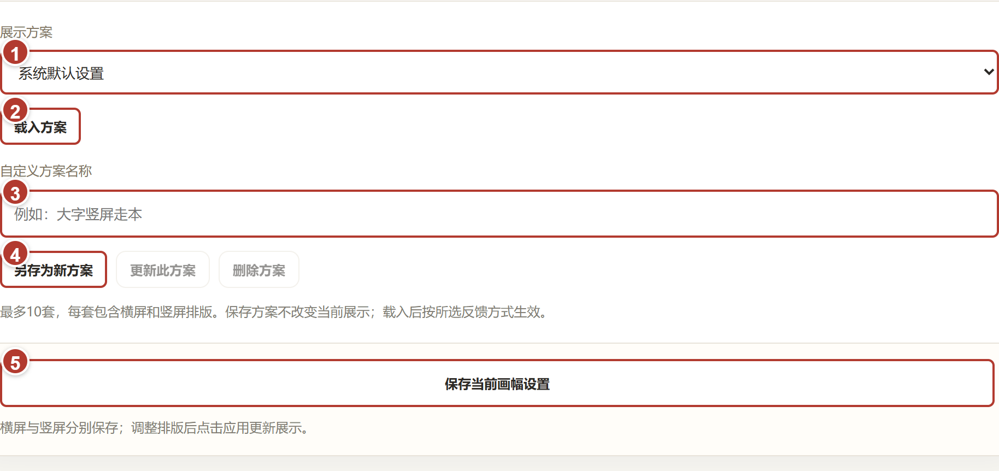 展示方案
1
系统默认设置
2
载入方案
自定义方案名称
3
例如：大字竖屏走本
4
另存为新方案 更新此方案 删除方案
最多10套，每套包含横屏和竖屏排版。保存方案不改变当前展示；载入后按所选反馈方式生效。
5
保存当前画幅设置
横屏与竖屏分别保存；调整排版后点击应用更新展示。